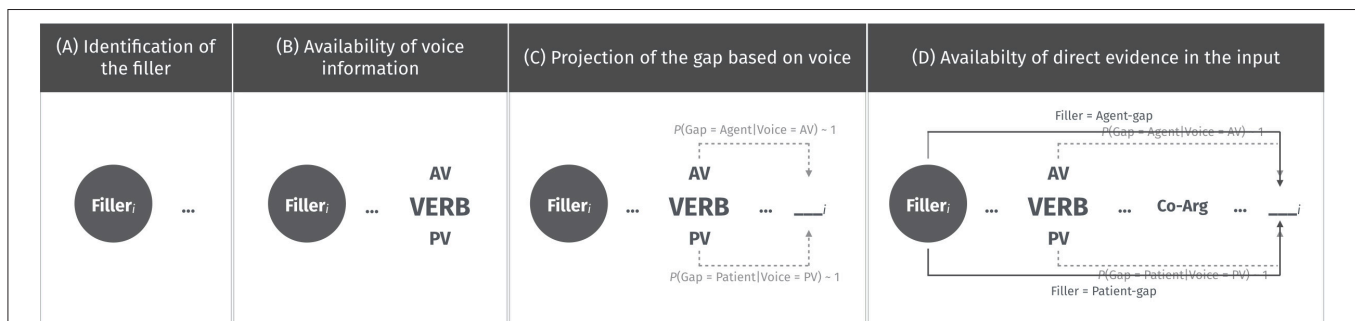 (A) Identification of
the filler
(B) Availability of voice
information
(C) Projection of the gap based on voice
(D) Availabilty of direct evidence in the input
Filleri ...
Filleri ... AV
VERB
PV
P(Gap = Agent|Voice = AV) ~ 1
AV
Filleri ... VERB ... ___i
PV
P(Gap = Patient|Voice = PV) ~ 1
Filler = Agent-gap
P(Gap = Agent|Voice = AV) ~ 1
AV
Filleri ... VERB ... Co-Arg ... ___i
PV
P(Gap = Patient|Voice = PV) ~ 1
Filler = Patient-gap